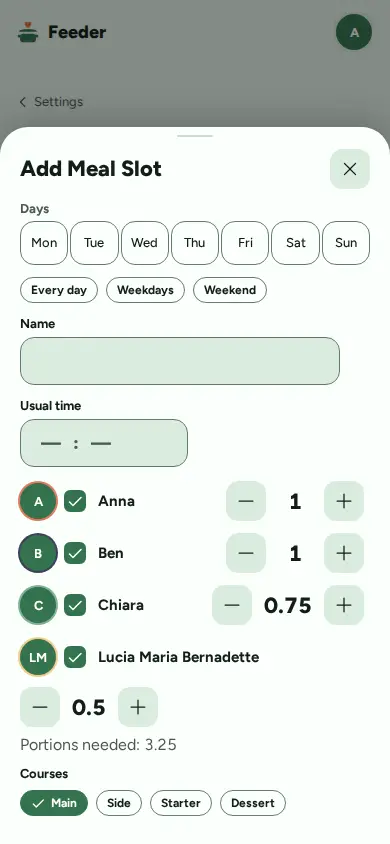 Feeder
A
Settings
Add Meal Slot
Days
Mon Tue Wed Thu Fri Sat Sun
Every day Weekdays Weekend
Name
Usual time
— : —
A Anna − 1 +
B Ben − 1 +
C Chiara − 0.75 +
LM Lucia Maria Bernadette
− 0.5 +
Portions needed: 3.25
Courses
Main Side Starter Dessert